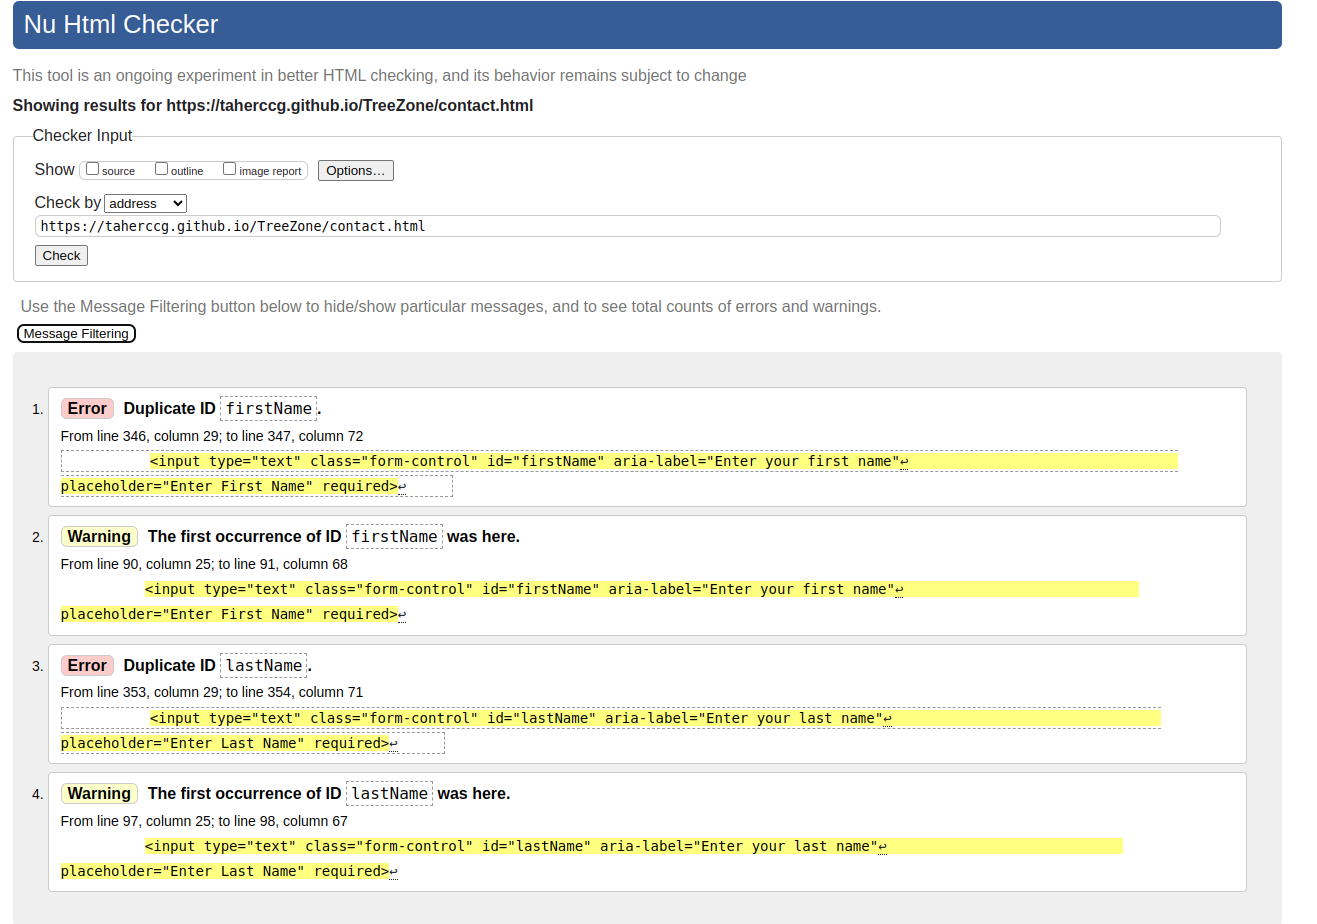 Nu Html Checker
This tool is an ongoing experiment in better HTML checking, and its behavior remains subject to change
Showing results for https://taherccg.github.io/TreeZone/contact.html
Checker Input
Show source outline image report Options...
Check by address
https://taherccg.github.io/TreeZone/contact.html
Check
Use the Message Filtering button below to hide/show particular messages, and to see total counts of errors and warnings.
Message Filtering
1. Error Duplicate ID firstName.
From line 346, column 29; to line 347, column 72
<input type="text" class="form-control" id="firstName" aria-label="Enter your first name"↩
placeholder="Enter First Name" required>↩
2. Warning The first occurrence of ID firstName was here.
From line 90, column 25; to line 91, column 68
<input type="text" class="form-control" id="firstName" aria-label="Enter your first name"↩
placeholder="Enter First Name" required>↩
3. Error Duplicate ID lastName.
From line 353, column 29; to line 354, column 71
<input type="text" class="form-control" id="lastName" aria-label="Enter your last name"↩
placeholder="Enter Last Name" required>↩
4. Warning The first occurrence of ID lastName was here.
From line 97, column 25; to line 98, column 67
<input type="text" class="form-control" id="lastName" aria-label="Enter your last name"↩
placeholder="Enter Last Name" required>↩